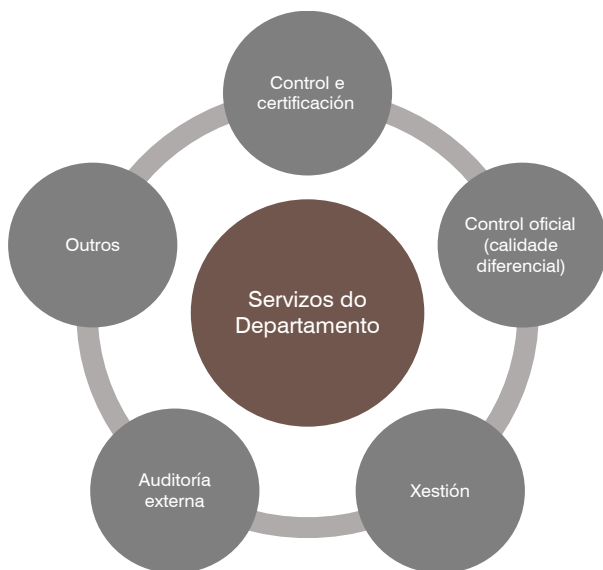 Control e
certificación
Control oficial
(calidade
diferencial)
Outros
Servizos do
Departamento
Auditoría
externa
Xestión